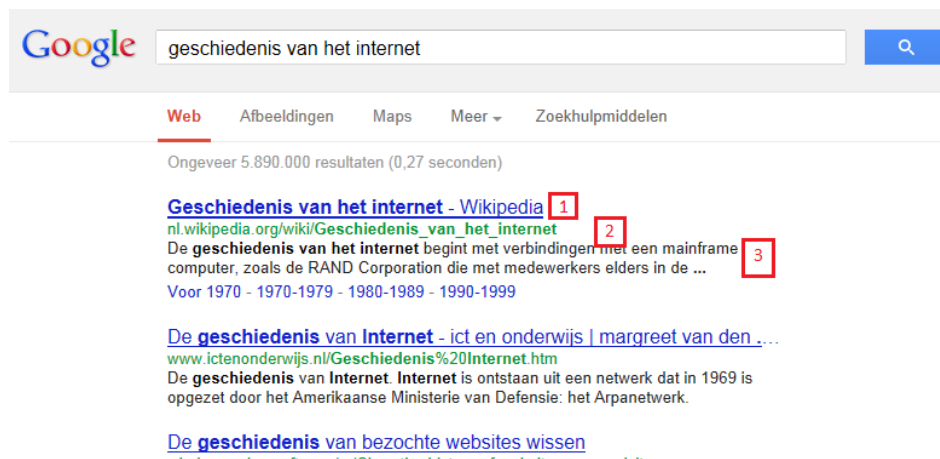 Google geschiedenis van het internet
Web Afbeeldingen Maps Meer Zoekhulpmiddelen
Ongeveer 5.890.000 resultaten (0,27 seconden)
Geschiedenis van het internet - Wikipedia 1
nl.wikipedia.org/wiki/Geschiedenis_van_het_internet 2
De geschiedenis van het internet begint met verbindingen met een mainframe 3
computer, zoals de RAND Corporation die met medewerkers elders in de ...
Voor 1970 - 1970-1979 - 1980-1989 - 1990-1999
De geschiedenis van Internet - ict en onderwijs | margreet van den ....
www.ictenonderwijs.nl/Geschiedenis%20Internet.htm
De geschiedenis van Internet. Internet is ontstaan uit een netwerk dat in 1969 is
opgezet door het Amerikaanse Ministerie van Defensie: het Arpanetwerk.
De geschiedenis van bezochte websites wissen